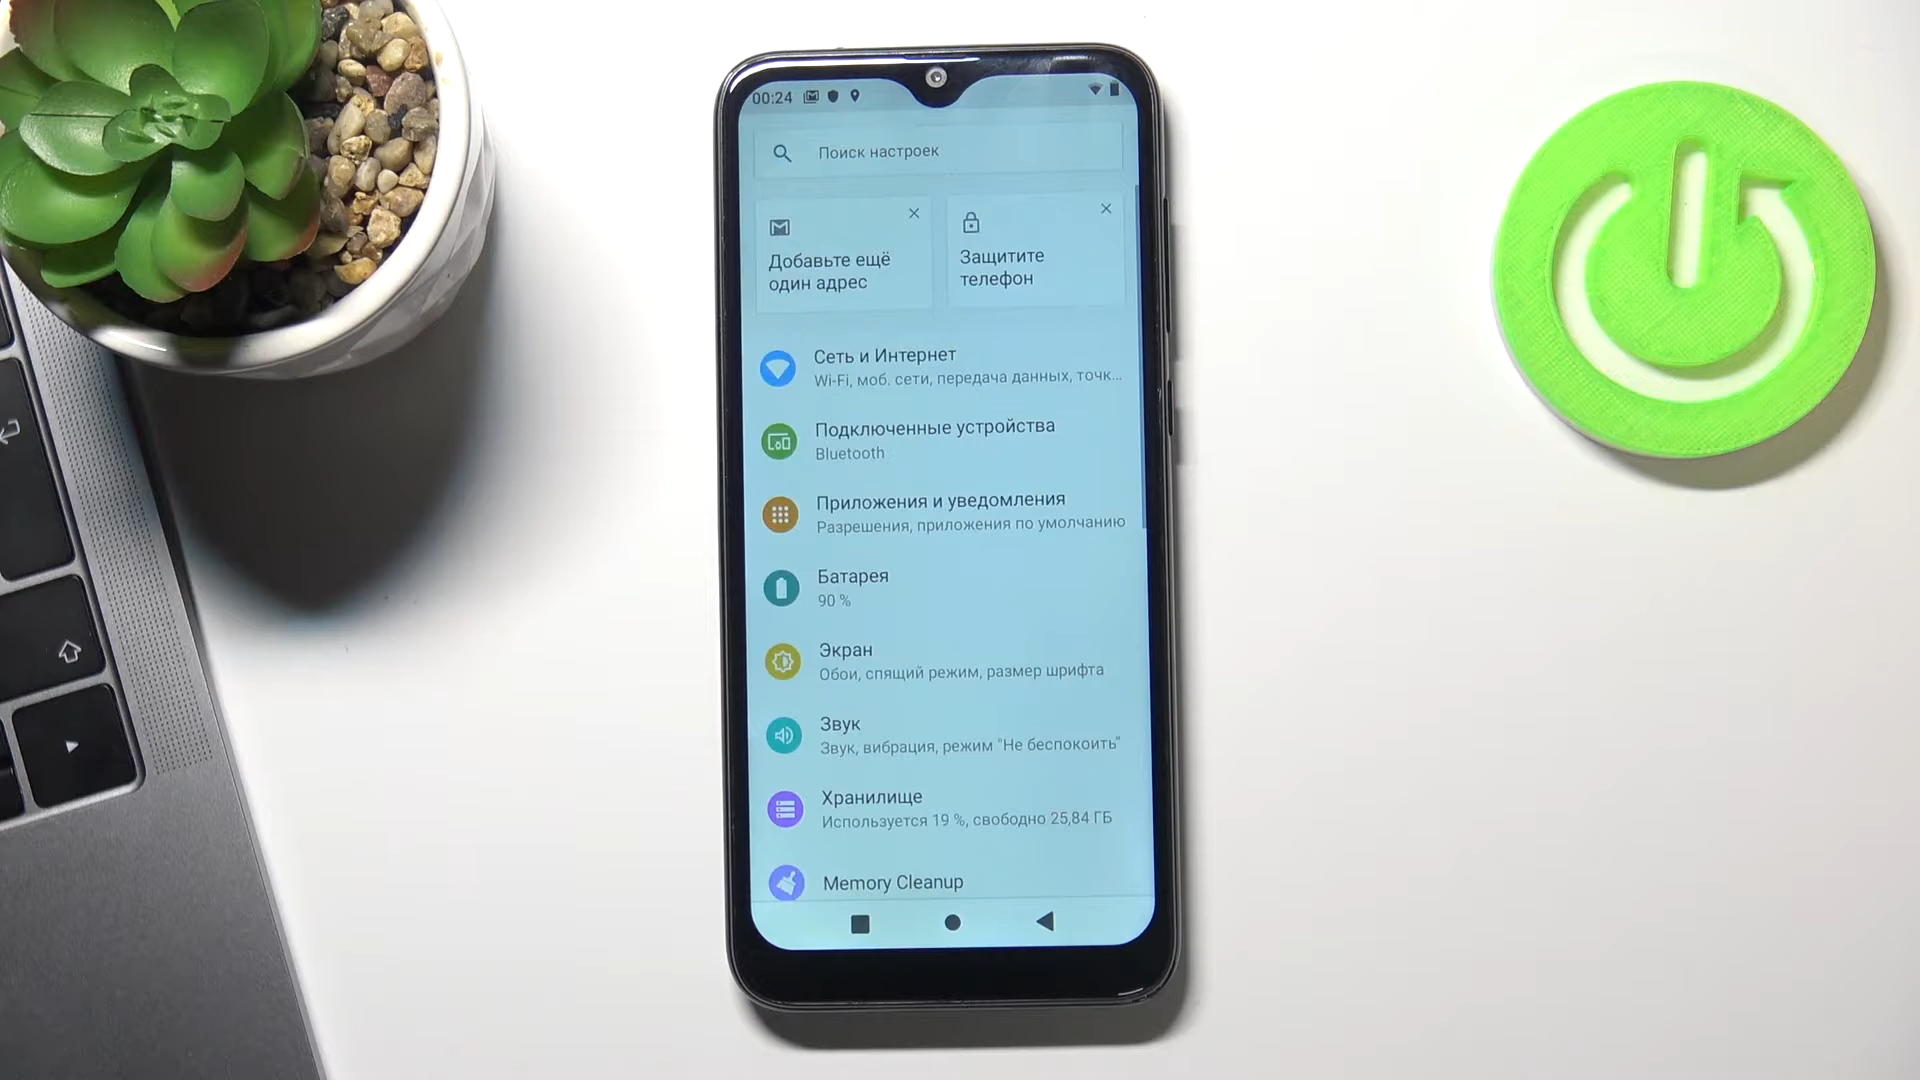 00:24
Поиск настроек
Добавьте ещё
один адрес
Защитите
телефон
Сеть и Интернет
Wi-Fi, моб. сети, передача данных, точк...
Подключенные устройства
Bluetooth
Приложения и уведомления
Разрешения, приложения по умолчанию
Батарея
90 %
Экран
Обои, спящий режим, размер шрифта
Звук
Звук, вибрация, режим "Не беспокоить"
Хранилище
Используется 19 %, свободно 25,84 ГБ
Memory Cleanup